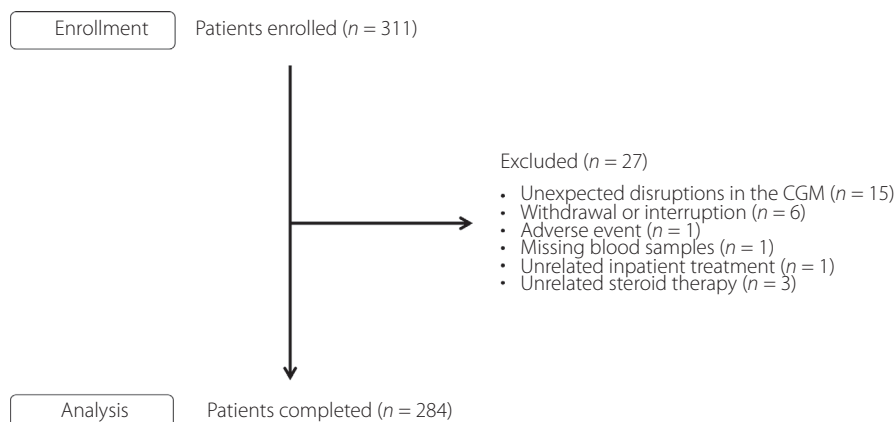 Enrollment Patients enrolled (n = 311)
Excluded (n = 27)
• Unexpected disruptions in the CGM (n = 15)
• Withdrawal or interruption (n = 6)
• Adverse event (n = 1)
• Missing blood samples (n = 1)
• Unrelated inpatient treatment (n = 1)
• Unrelated steroid therapy (n = 3)
Analysis Patients completed (n = 284)